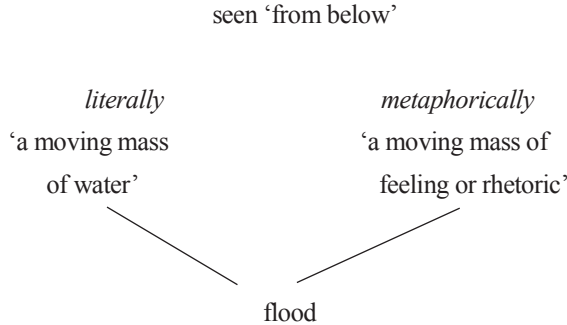 seen ‘from below’
literally
‘a moving mass
of water’
metaphorically
‘a moving mass of
feeling or rhetoric’
flood